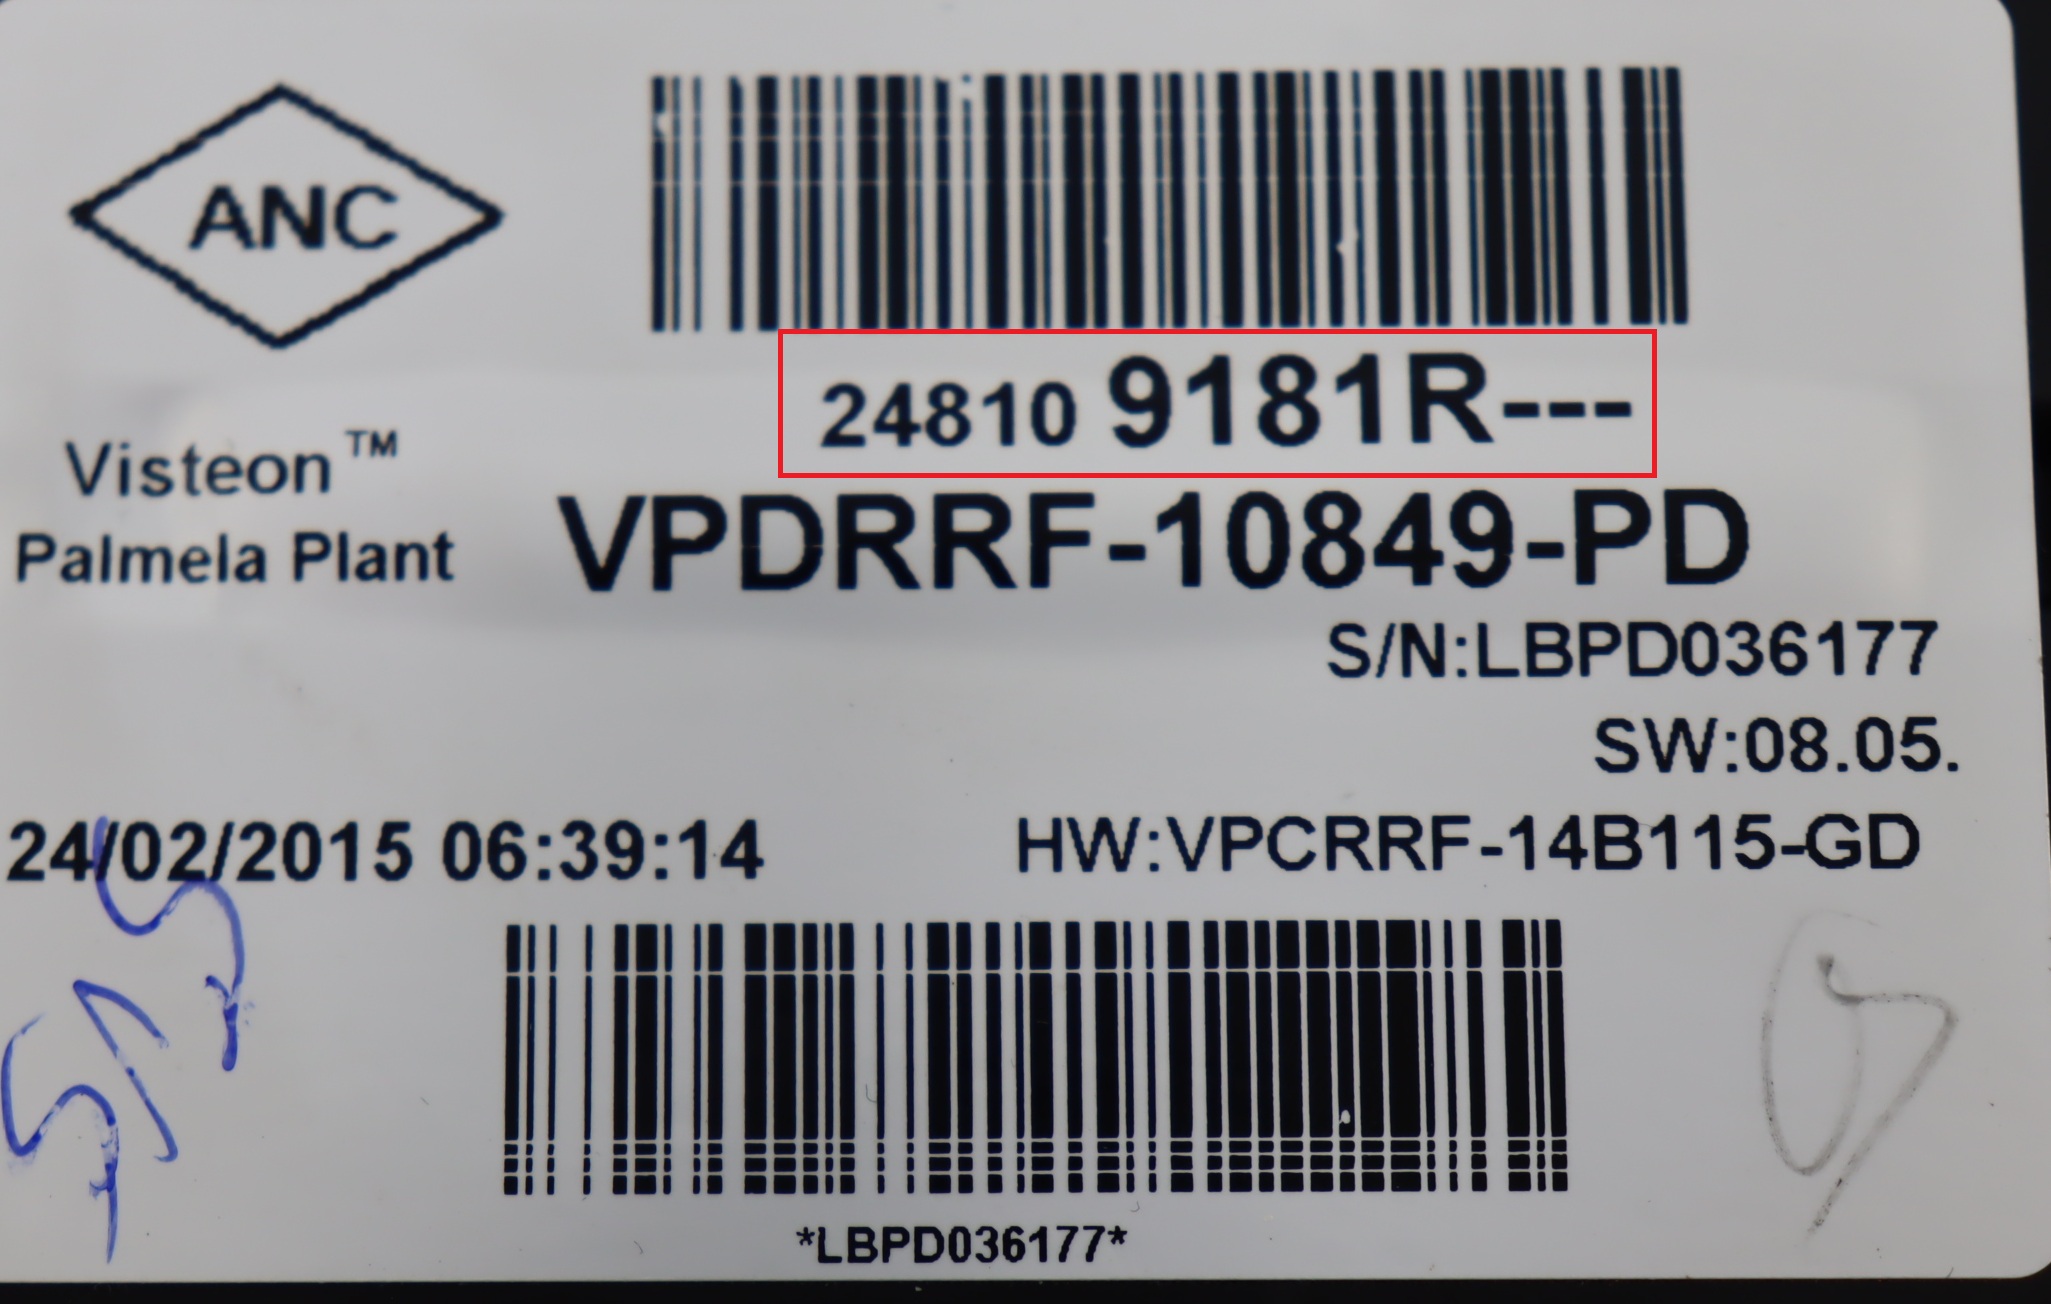 ANC
24810 9181R---
Visteon™
Palmela Plant
VPDRRF-10849-PD
S/N:LBPD036177
SW:08.05.
24/02/2015 06:39:14
HW:VPCRRF-14B115-GD
*LBPD036177*